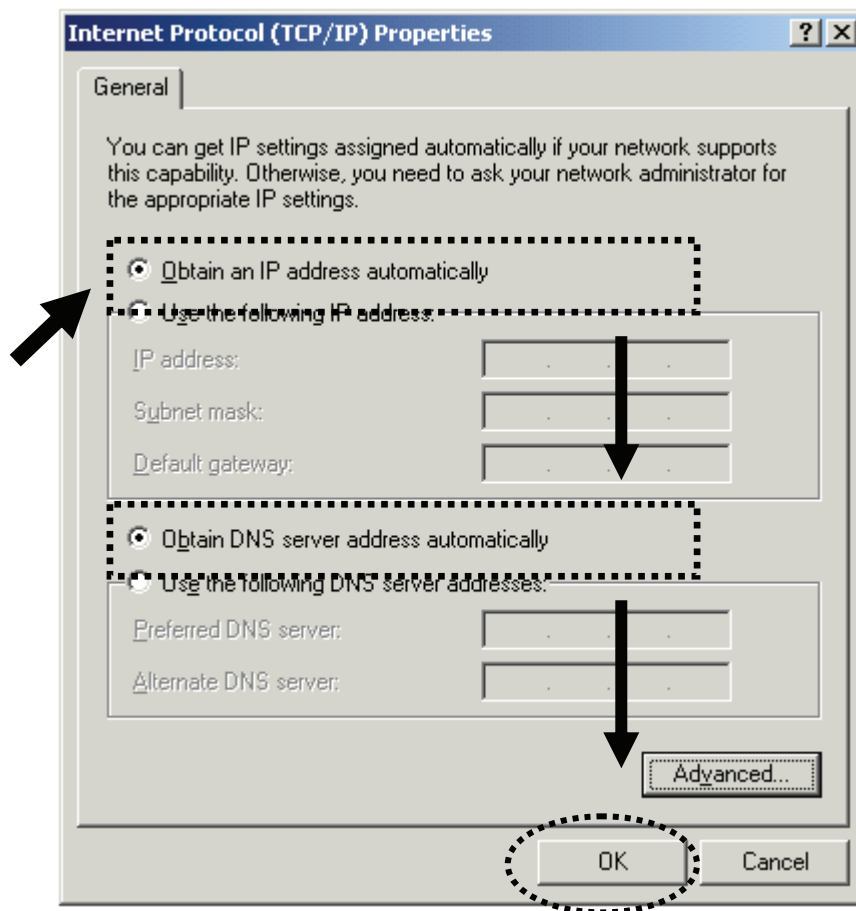 Internet Protocol (TCP/IP) Properties
General
You can get IP settings assigned automatically if your network supports
this capability. Otherwise, you need to ask your network administrator for
the appropriate IP settings.
Obtain an IP address automatically
Use the following IP address:
IP address:
Subnet mask:
Default gateway:
Obtain DNS server address automatically
Use the following DNS server addresses:
Preferred DNS server:
Alternate DNS server:
Advanced...
OK Cancel